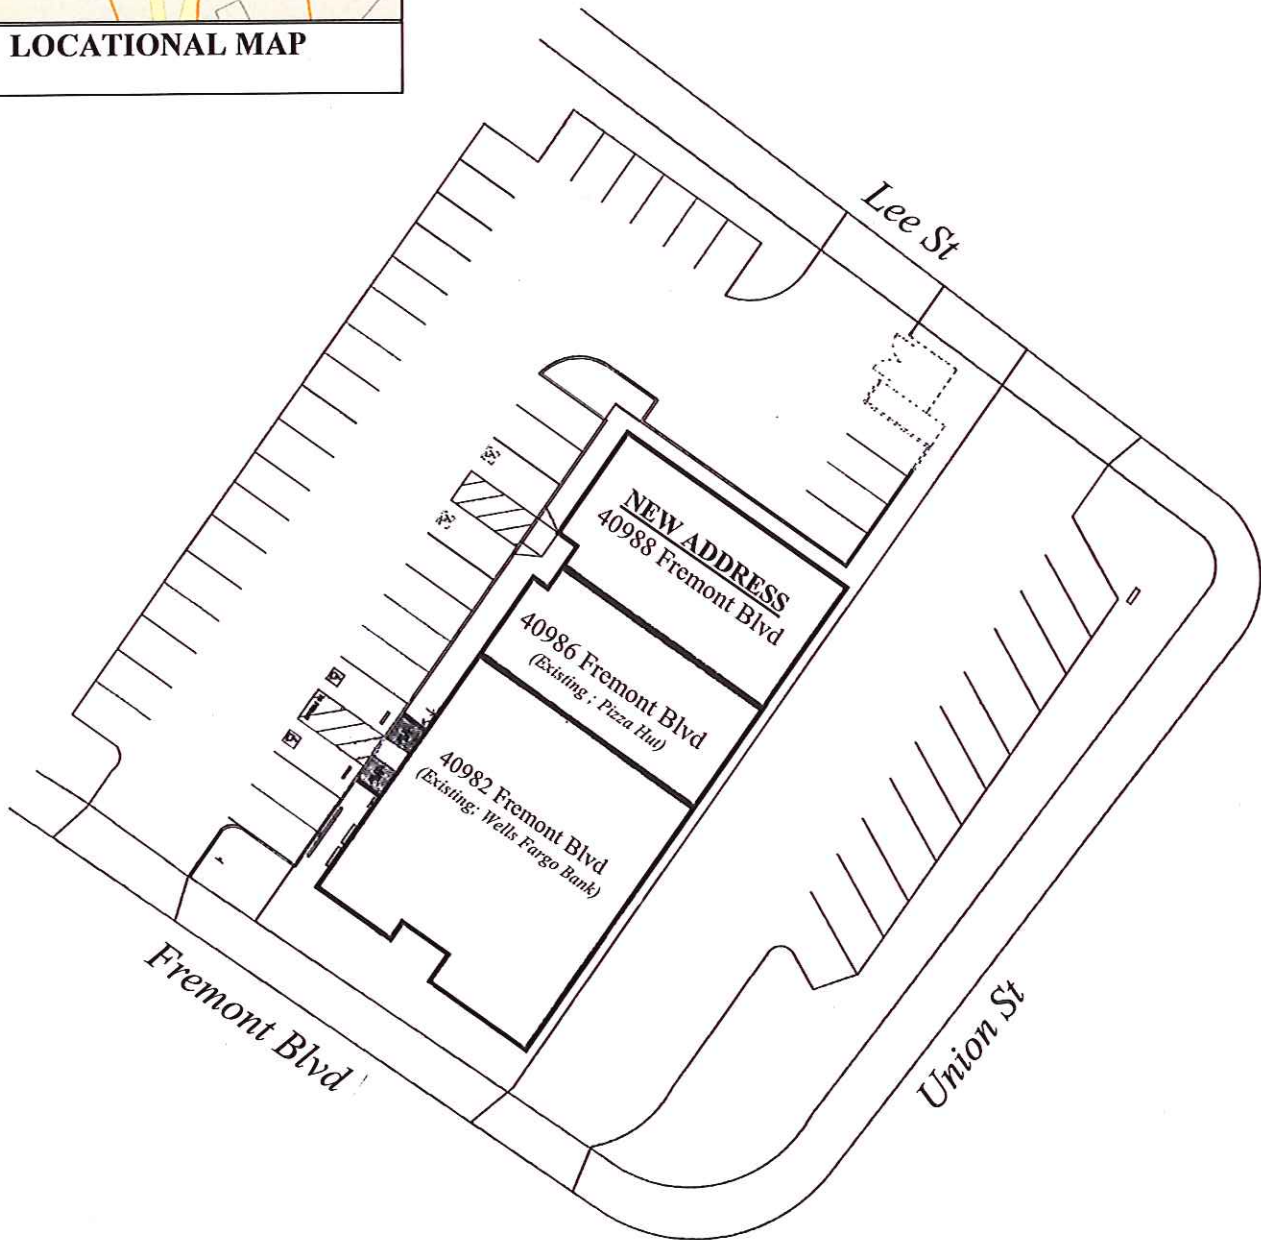 LOCATIONAL MAP
Lee St
NEW ADDRESS
40988 Fremont Blvd
40986 Fremont Blvd
(Existing ; Pizza Hut)
40982 Fremont Blvd
(Existing; Wells Fargo Bank)
Fremont Blvd
Union St